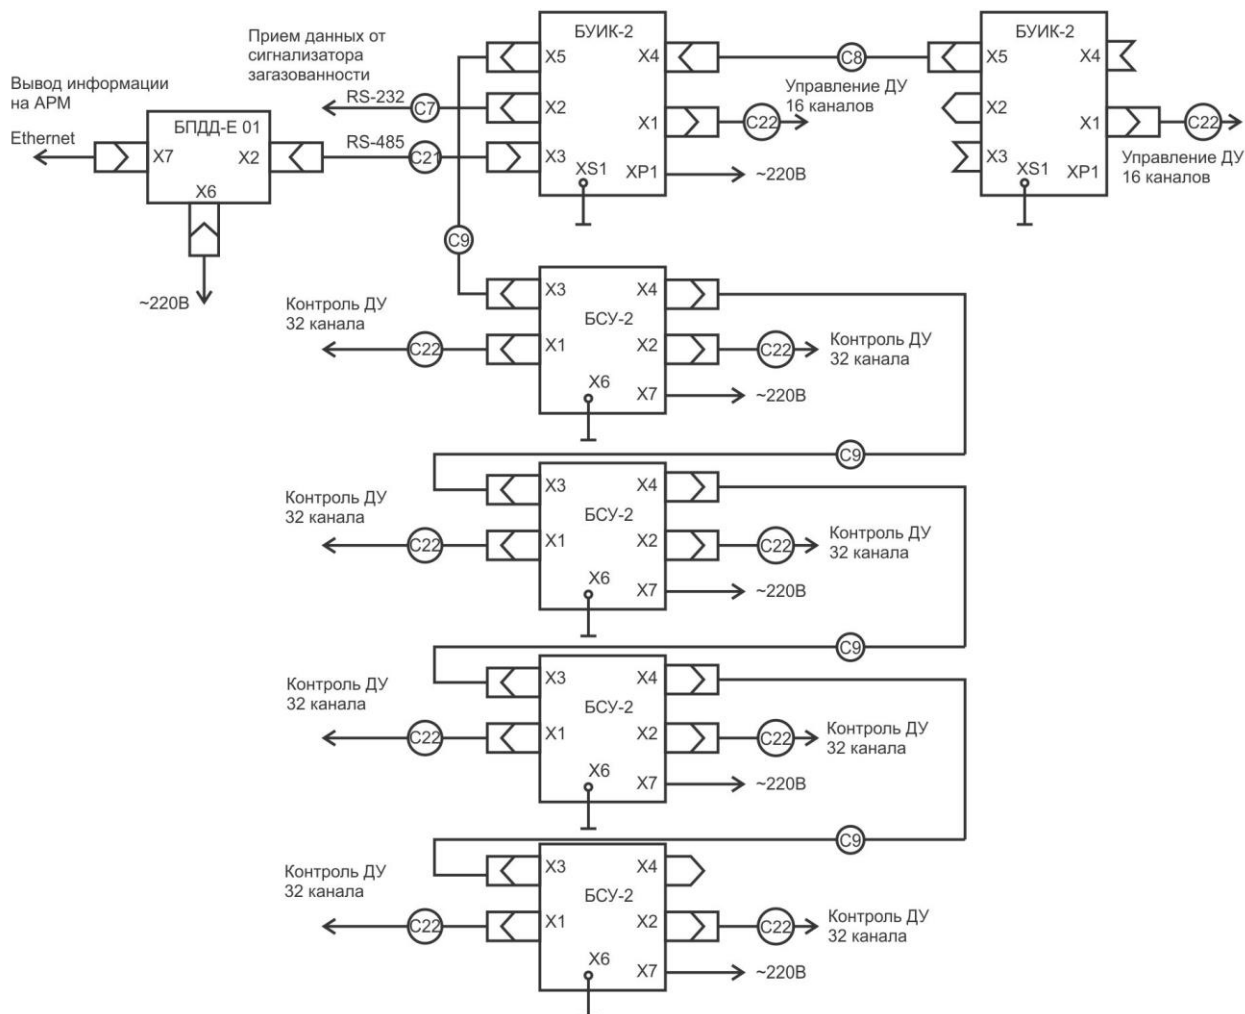 Прием данных от
сигнализатора
загазованности
Вывод информации
на АРМ
Ethernet
БПДД-Е 01
X7
X2
X6
~220В
RS-232
C7
RS-485
C21
БУИК-2
X5
X4
X2
X1
X3
XS1
XP1
C8
Управление ДУ
16 каналов
C22
~220В
БУИК-2
X5
X4
X2
X1
X3
XS1
XP1
C22
Управление ДУ
16 каналов
C9
Контроль ДУ
32 канала
C22
X3
X4
БСУ-2
X1
X2
X6
X7
C22
Контроль ДУ
32 канала
~220В
C9
Контроль ДУ
32 канала
C22
X3
X4
БСУ-2
X1
X2
X6
X7
C22
Контроль ДУ
32 канала
~220В
C9
Контроль ДУ
32 канала
C22
X3
X4
БСУ-2
X1
X2
X6
X7
C22
Контроль ДУ
32 канала
~220В
C9
Контроль ДУ
32 канала
C22
X3
X4
БСУ-2
X1
X2
X6
X7
C22
Контроль ДУ
32 канала
~220В